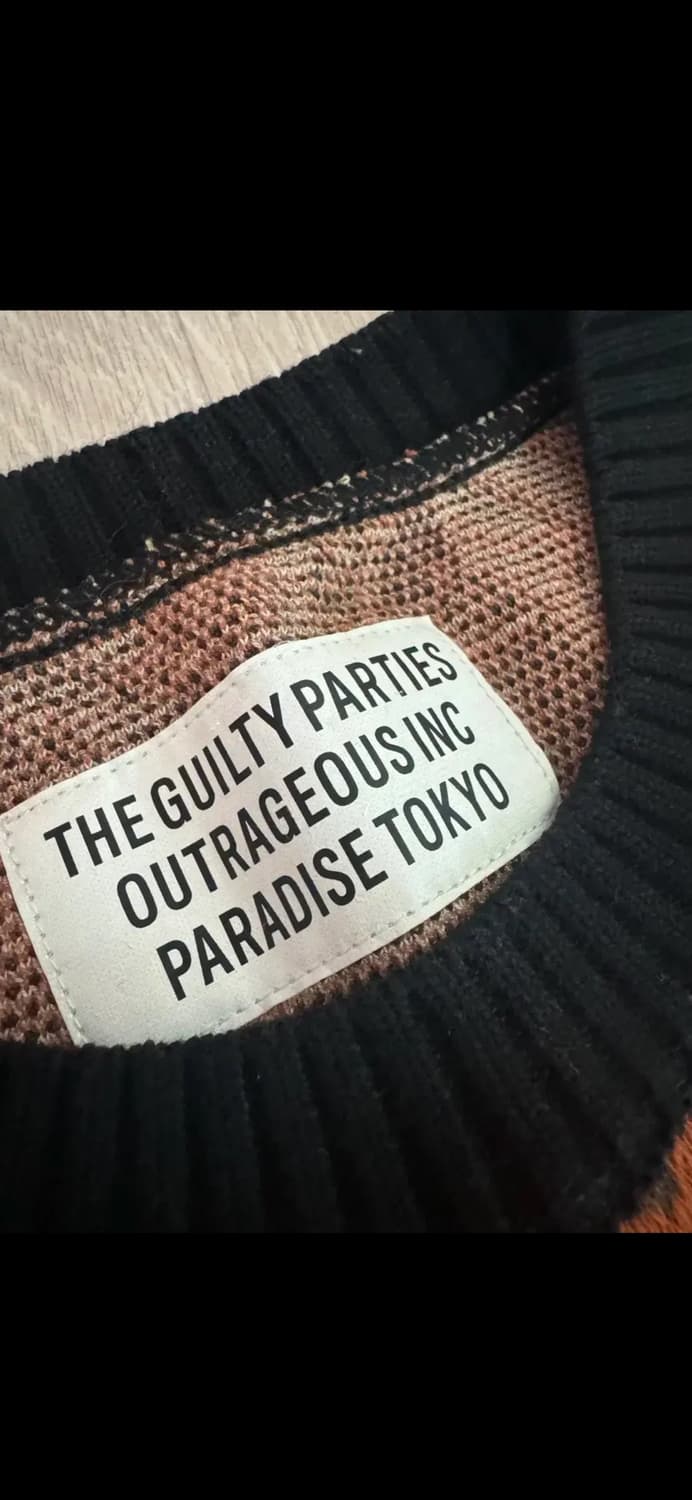 THE GUILTY PARTIES
OUTRAGEOUS INC
PARADISE TOKYO